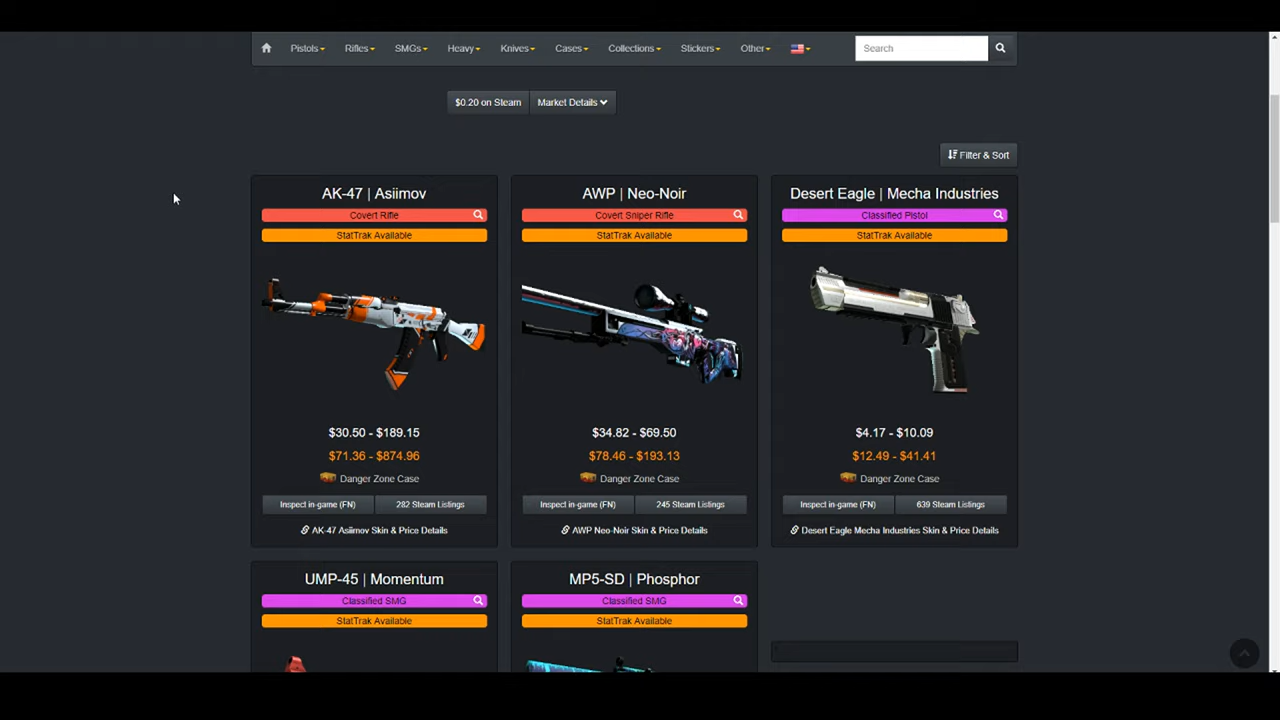 Pistols Rifles SMGs Heavy Knives Cases Collections Stickers Other Search
$0.20 on Steam Market Details
Filter & Sort
AK-47 | Asiimov
Covert Rifle
StatTrak Available
$30.50 - $189.15
$71.36 - $874.96
Danger Zone Case
Inspect in-game (FN) 282 Steam Listings
AK-47 Asiimov Skin & Price Details
AWP | Neo-Noir
Covert Sniper Rifle
StatTrak Available
$34.82 - $69.50
$78.46 - $193.13
Danger Zone Case
Inspect in-game (FN) 245 Steam Listings
AWP Neo-Noir Skin & Price Details
Desert Eagle | Mecha Industries
Classified Pistol
StatTrak Available
$4.17 - $10.09
$12.49 - $41.41
Danger Zone Case
Inspect in-game (FN) 639 Steam Listings
Desert Eagle Mecha Industries Skin & Price Details
UMP-45 | Momentum
Classified SMG
StatTrak Available
MP5-SD | Phosphor
Classified SMG
StatTrak Available